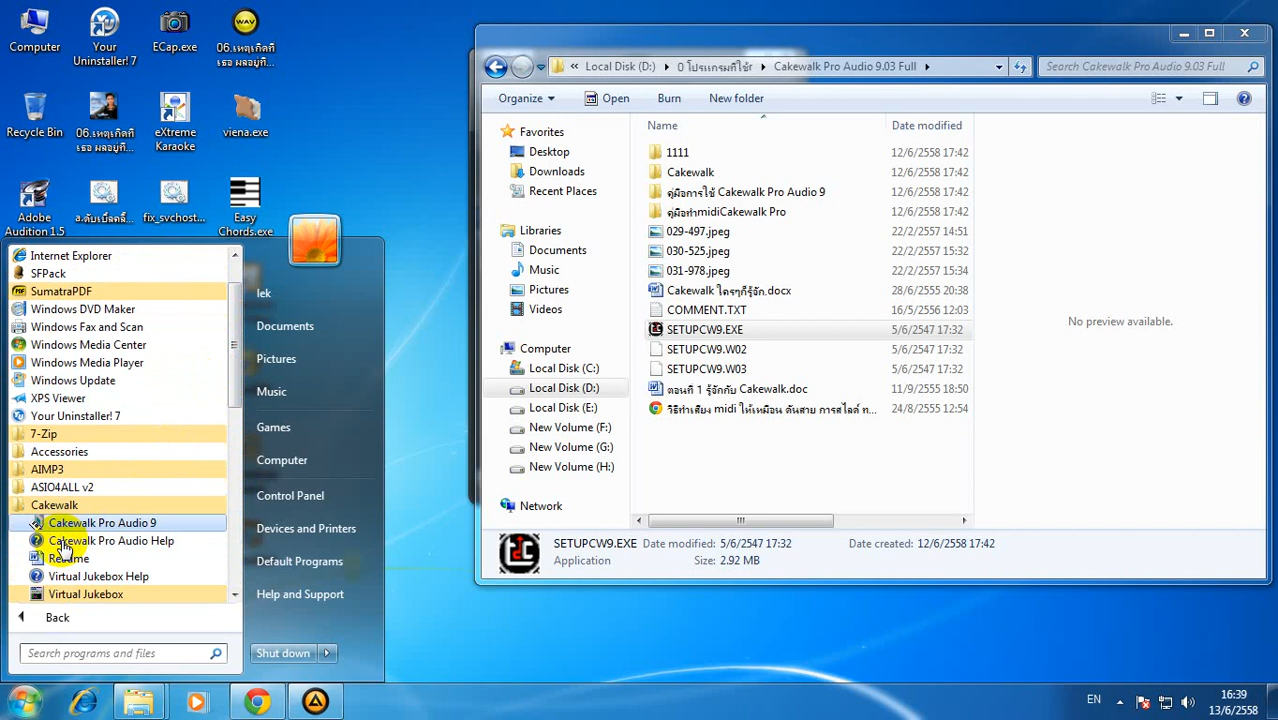 Computer
Your
Uninstaller! 7
ECap.exe
06.เหตุเกิดที่
เธอ ผลอยู่ที่...
Recycle Bin
06.เหตุเกิดที่
เธอ ผลอยู่ที่...
eXtreme
Karaoke
viena.exe
Adobe
Audition 1.5
fix_svchost...
Easy
Chords.exe
Internet Explorer
SFPack
SumatraPDF
Windows DVD Maker
Windows Fax and Scan
Windows Media Center
Windows Media Player
Windows Update
XPS Viewer
Your Uninstaller! 7
7-Zip
Accessories
AIMP3
ASIO4ALL v2
Cakewalk
Cakewalk Pro Audio 9
Cakewalk Pro Audio Help
Readme
Virtual Jukebox Help
Virtual Jukebox
Back
Search programs and files
lek
Documents
Pictures
Music
Games
Computer
Control Panel
Devices and Printers
Default Programs
Help and Support
Shut down
« Local Disk (D:) 0 โปรแกรมที่ใช้ Cakewalk Pro Audio 9.03 Full
Search Cakewalk Pro Audio 9.03 Full
Organize Open Burn New folder
Favorites
Desktop
Downloads
Recent Places
Libraries
Documents
Music
Pictures
Videos
Computer
Local Disk (C:)
Local Disk (D:)
Local Disk (E:)
New Volume (F:)
New Volume (G:)
New Volume (H:)
Network
Name Date modified
1111 12/6/2558 17:42
Cakewalk 12/6/2558 17:42
คู่มือการใช้ Cakewalk Pro Audio 9 12/6/2558 17:42
คู่มือทำmidiCakewalk Pro 12/6/2558 17:42
029-497.jpeg 22/2/2557 14:51
030-525.jpeg 22/2/2557 15:32
031-978.jpeg 22/2/2557 15:34
Cakewalk ใครๆก็รู้จัก.docx 28/6/2556 14:40
COMMENT.TXT 16/5/2556 12:03
SETUPCW9.EXE 5/6/2547 17:32
SETUPCW9.W02 5/6/2547 17:32
SETUPCW9.W03 5/6/2547 17:32
ตอนที่ 1 รู้จักกับ Cakewalk.doc 11/9/2555 18:50
วิธีทำเสียง midi ให้เหมือน ต้นสาย การสไลด์ ท... 24/8/2555 12:54
No preview available.
SETUPCW9.EXE Date modified: 5/6/2547 17:32 Date created: 12/6/2558 17:42
Application Size: 2.92 MB
EN
16:39
13/6/2558